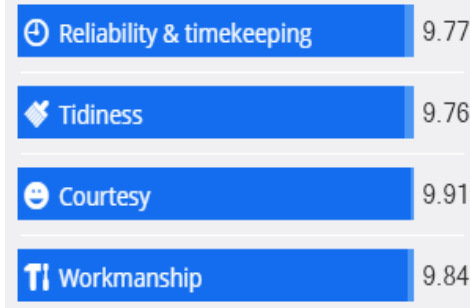 Reliability & timekeeping 9.77
Tidiness 9.76
Courtesy 9.91
Workmanship 9.84